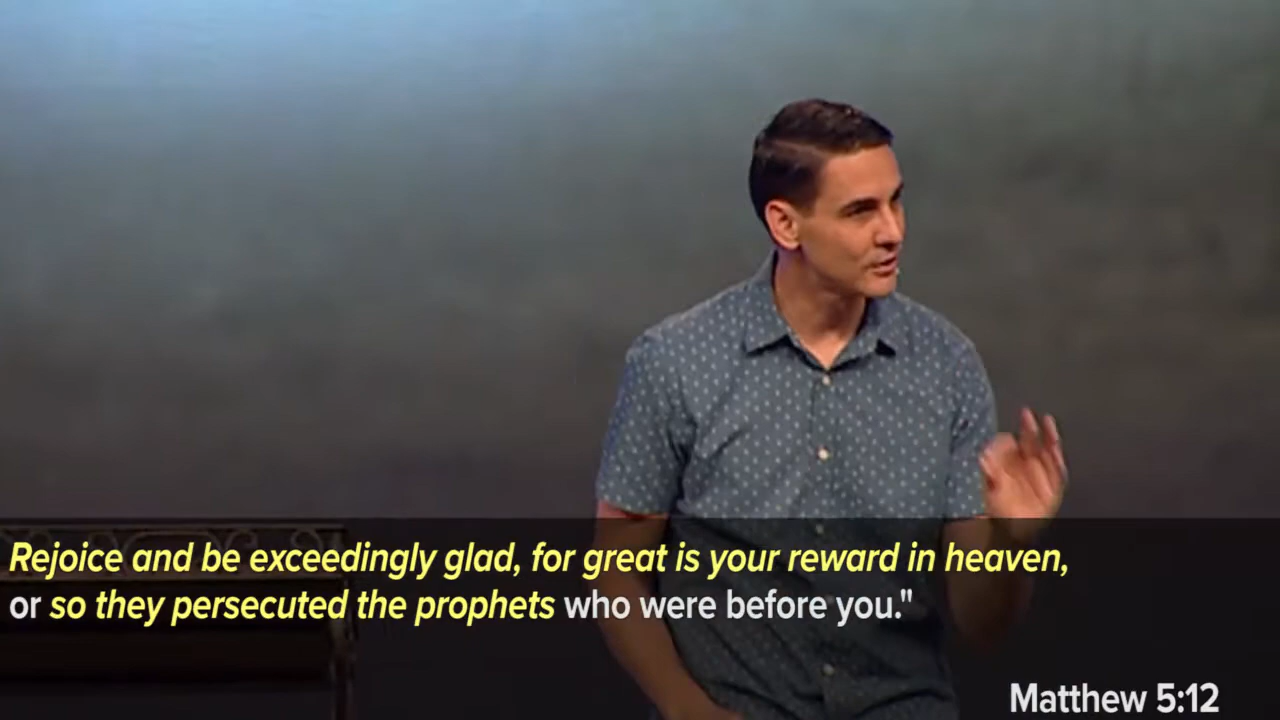 Rejoice and be exceedingly glad, for great is your reward in heaven,
or so they persecuted the prophets who were before you."
Matthew 5:12